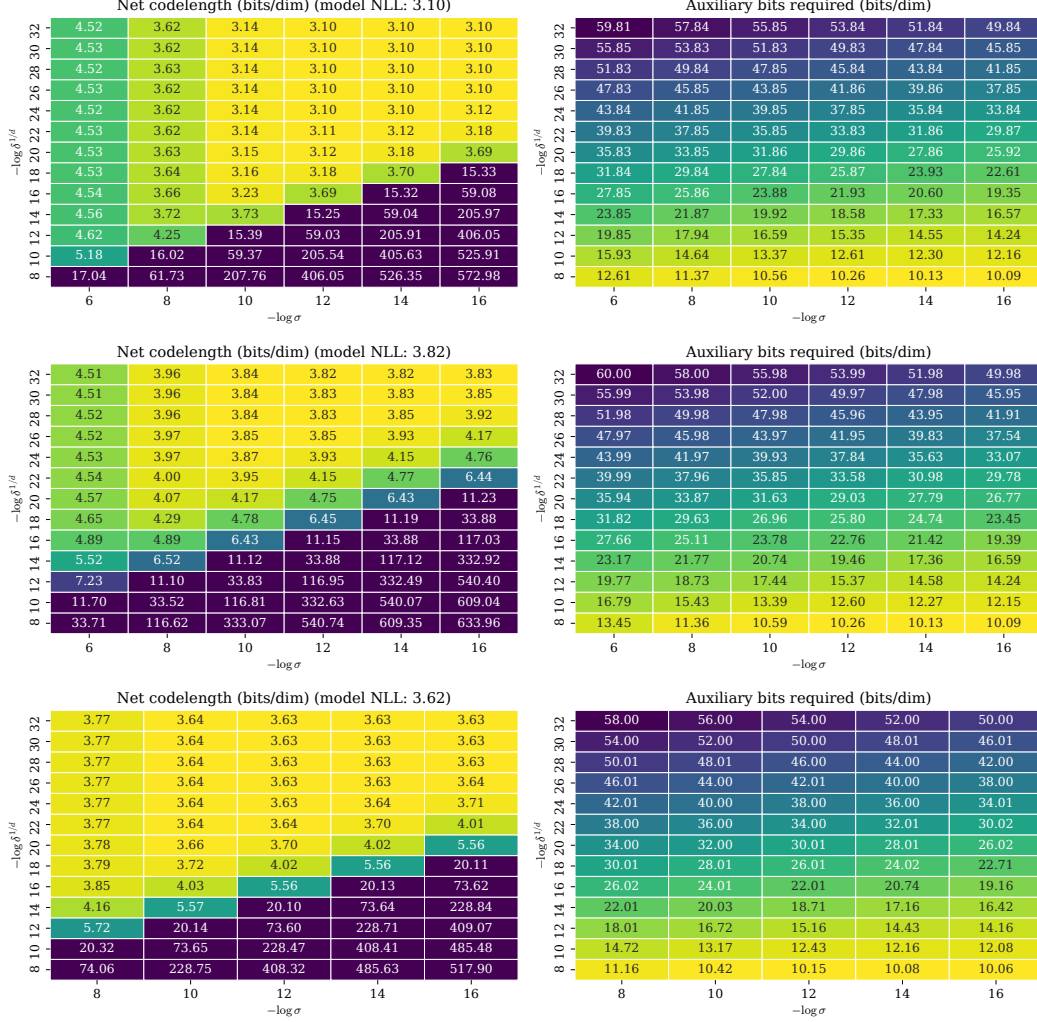 Net codelength (bits/dim) (model NLL: 3.10)
32 4.52 3.62 3.14 3.10 3.10 3.10
30 4.53 3.62 3.14 3.10 3.10 3.10
28 4.52 3.63 3.14 3.10 3.10 3.10
26 4.53 3.62 3.14 3.10 3.10 3.10
24 4.52 3.62 3.14 3.10 3.10 3.12
22 4.53 3.62 3.14 3.11 3.12 3.18
20 4.53 3.63 3.15 3.12 3.18 3.69
18 4.53 3.64 3.16 3.18 3.70 15.33
16 4.54 3.66 3.23 3.69 15.32 59.08
14 4.56 3.72 3.73 15.25 59.04 205.97
12 4.62 4.25 15.39 59.03 205.91 406.05
10 5.18 16.02 59.37 205.54 405.63 525.91
8 17.04 61.73 207.76 406.05 526.35 572.98
6 8 10 12 14 16
−log σ
−log δ^{1/d}
Auxiliary bits required (bits/dim)
32 59.81 57.84 55.85 53.84 51.84 49.84
30 55.85 53.83 51.83 49.83 47.84 45.85
28 51.83 49.84 47.85 45.84 43.84 41.85
26 47.83 45.85 43.85 41.86 39.86 37.85
24 43.84 41.85 39.85 37.85 35.84 33.84
22 39.83 37.85 35.85 33.83 31.86 29.87
20 35.83 33.85 31.86 29.86 27.86 25.92
18 31.84 29.84 27.84 25.87 23.93 22.61
16 27.85 25.86 23.88 21.93 20.60 19.35
14 23.85 21.87 19.92 18.58 17.33 16.57
12 19.85 17.94 16.59 15.35 14.55 14.24
10 15.93 14.64 13.37 12.61 12.30 12.16
8 12.61 11.37 10.56 10.26 10.13 10.09
6 8 10 12 14 16
−log σ
−log δ^{1/d}
Net codelength (bits/dim) (model NLL: 3.82)
32 4.51 3.96 3.84 3.82 3.82 3.83
30 4.51 3.96 3.84 3.83 3.83 3.85
28 4.52 3.96 3.84 3.83 3.85 3.92
26 4.52 3.97 3.85 3.85 3.93 4.17
24 4.53 3.97 3.87 3.93 4.15 4.76
22 4.54 4.00 3.95 4.15 4.77 6.44
20 4.57 4.07 4.17 4.75 6.43 11.23
18 4.65 4.29 4.78 6.45 11.19 33.88
16 4.89 4.89 6.43 11.15 33.88 117.03
14 5.52 6.52 11.12 33.88 117.12 332.92
12 7.23 11.10 33.83 116.95 332.49 540.40
10 11.70 33.52 116.81 332.63 540.07 609.04
8 33.71 116.62 333.07 540.74 609.35 633.96
6 8 10 12 14 16
−log σ
−log δ^{1/d}
Auxiliary bits required (bits/dim)
32 60.00 58.00 55.98 53.99 51.98 49.98
30 55.99 53.98 52.00 49.97 47.98 45.95
28 51.98 49.98 47.98 45.96 43.95 41.91
26 47.97 45.98 43.97 41.95 39.83 37.54
24 43.99 41.97 39.93 37.84 35.63 33.07
22 39.99 37.96 35.85 33.58 30.98 29.78
20 35.94 33.87 31.63 29.03 27.79 26.77
18 31.82 29.63 26.96 25.80 24.74 23.45
16 27.66 25.11 23.78 22.76 21.42 19.39
14 23.17 21.77 20.74 19.46 17.36 16.59
12 19.77 18.73 17.44 15.37 14.58 14.24
10 16.79 15.43 13.39 12.60 12.27 12.15
8 13.45 11.36 10.59 10.26 10.13 10.09
6 8 10 12 14 16
−log σ
−log δ^{1/d}
Net codelength (bits/dim) (model NLL: 3.62)
32 3.77 3.64 3.63 3.63 3.63
30 3.77 3.64 3.63 3.63 3.63
28 3.77 3.64 3.63 3.63 3.63
26 3.77 3.64 3.63 3.63 3.64
24 3.77 3.64 3.63 3.64 3.71
22 3.77 3.64 3.64 3.70 4.01
20 3.78 3.66 3.70 4.02 5.56
18 3.79 3.72 4.02 5.56 20.11
16 3.85 4.03 5.56 20.13 73.62
14 4.16 5.57 20.10 73.64 228.84
12 5.72 20.14 73.60 228.71 409.07
10 20.32 73.65 228.47 408.41 485.48
8 74.06 228.75 408.32 485.63 517.90
8 10 12 14 16
−log σ
−log δ^{1/d}
Auxiliary bits required (bits/dim)
32 58.00 56.00 54.00 52.00 50.00
30 54.00 52.00 50.00 48.01 46.01
28 50.01 48.01 46.00 44.00 42.00
26 46.01 44.00 42.01 40.00 38.00
24 42.01 40.00 38.00 36.00 34.01
22 38.00 36.00 34.00 32.01 30.02
20 34.00 32.00 30.01 28.01 26.02
18 30.01 28.01 26.01 24.02 22.71
16 26.02 24.01 22.01 20.74 19.16
14 22.01 20.03 18.71 17.16 16.42
12 18.01 16.72 15.16 14.43 14.16
10 14.72 13.17 12.43 12.16 12.08
8 11.16 10.42 10.15 10.08 10.06
8 10 12 14 16
−log σ
−log δ^{1/d}